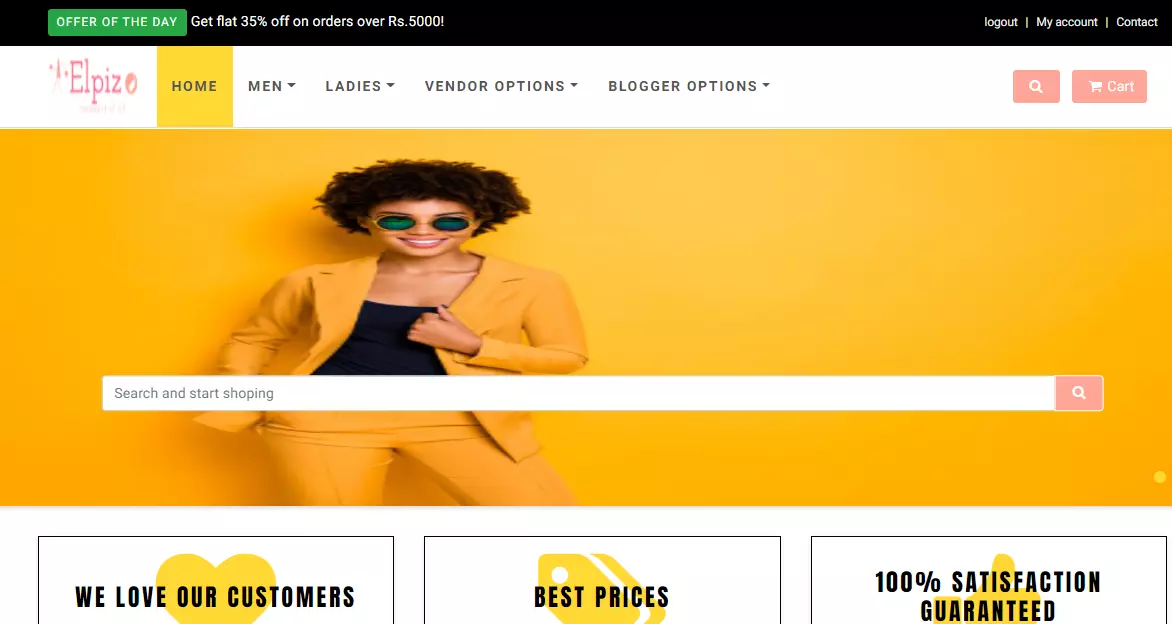 OFFER OF THE DAY Get flat 35% off on orders over Rs.5000!
logout | My account | Contact
Elpizo
HOME MEN LADIES VENDOR OPTIONS BLOGGER OPTIONS
Cart
Search and start shoping
WE LOVE OUR CUSTOMERS
BEST PRICES
100% SATISFACTION
GUARANTEED